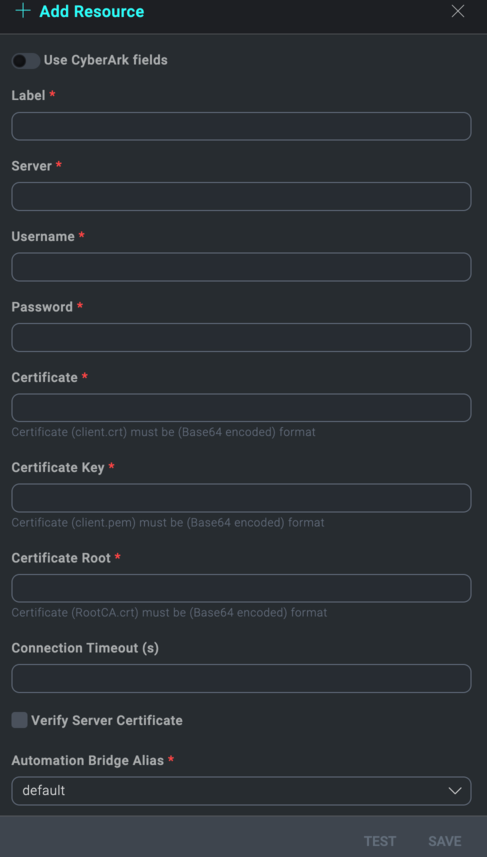 + Add Resource
Use CyberArk fields
Label *
Server *
Username *
Password *
Certificate *
Certificate (client.crt) must be (Base64 encoded) format
Certificate Key *
Certificate (client.pem) must be (Base64 encoded) format
Certificate Root *
Certificate (RootCA.crt) must be (Base64 encoded) format
Connection Timeout (s)
Verify Server Certificate
Automation Bridge Alias *
default
TEST SAVE